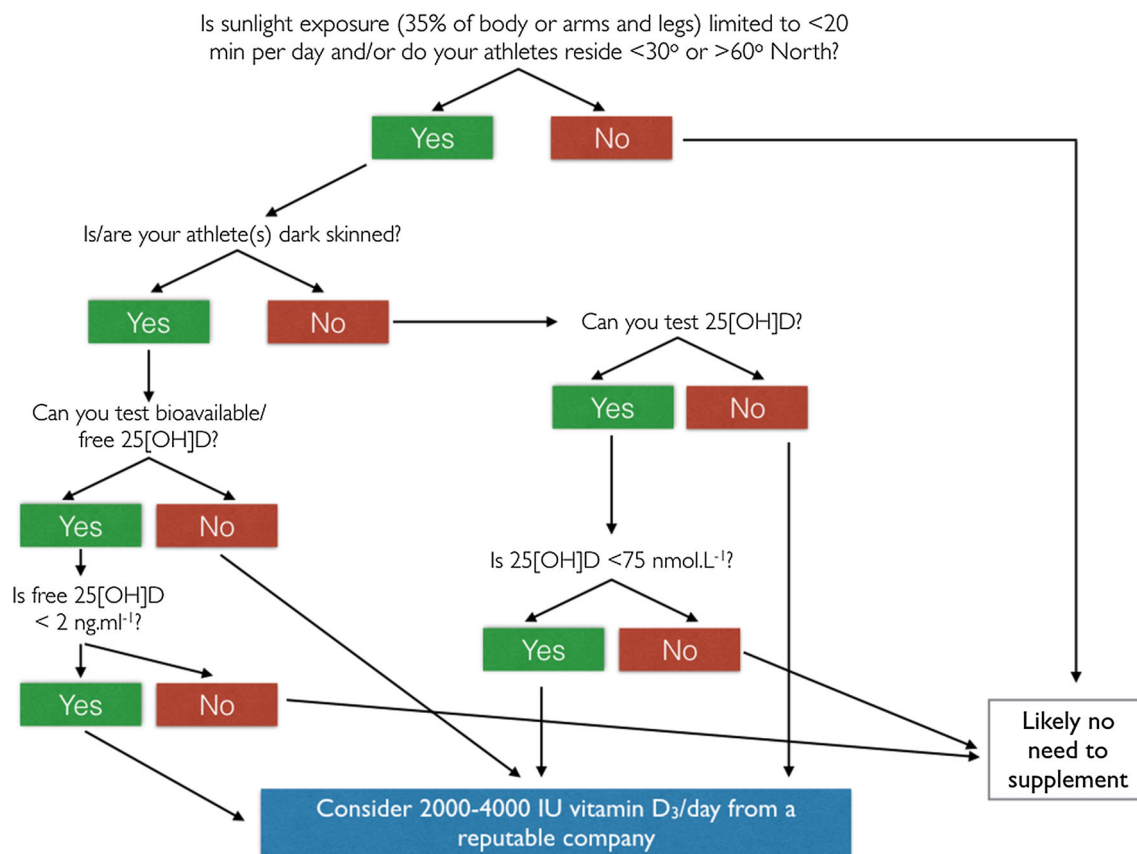 Is sunlight exposure (35% of body or arms and legs) limited to <20
min per day and/or do your athletes reside <30º or >60º North?
Yes
No
Is/are your athlete(s) dark skinned?
Yes
No
Can you test 25[OH]D?
Yes
No
Can you test bioavailable/
free 25[OH]D?
Yes
No
Is 25[OH]D <75 nmol.L⁻¹?
Is free 25[OH]D
< 2 ng.ml⁻¹?
Yes
No
Yes
No
Likely no
need to
supplement
Consider 2000-4000 IU vitamin D₃/day from a
reputable company